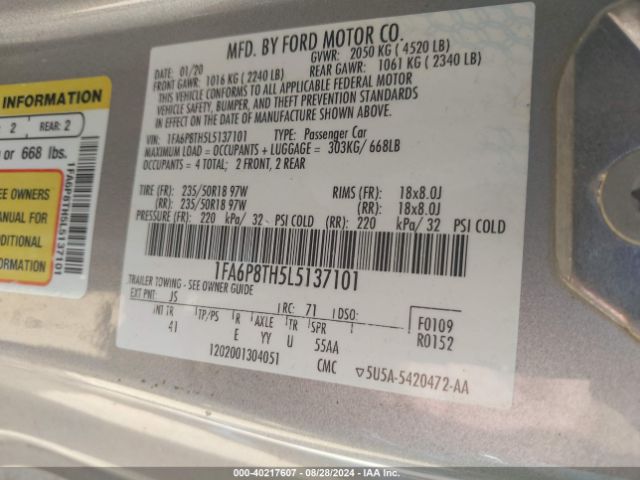 MFD. BY FORD MOTOR CO.
DATE: 01/20
GVWR: 2050 KG ( 4520 LB)
FRONT GAWR: 1016 KG ( 2240 LB)
REAR GAWR: 1061 KG ( 2340 LB)
THIS VEHICLE CONFORMS TO ALL APPLICABLE FEDERAL MOTOR
VEHICLE SAFETY, BUMPER, AND THEFT PREVENTION STANDARDS
IN EFFECT ON THE DATE OF MANUFACTURE SHOWN ABOVE.
VIN: 1FA6P8TH5L5137101 TYPE: Passenger Car
MAXIMUM LOAD = OCCUPANTS + LUGGAGE = 303KG/ 668LB
OCCUPANTS = 4 TOTAL; 2 FRONT, 2 REAR
TIRE (FR): 235/50R18 97W RIMS (FR): 18x8.0J
(RR): 235/50R18 97W (RR): 18x8.0J
PRESSURE (FR): 220 kPa/ 32 PSI COLD (RR): 220 kPa/ 32 PSI COLD
1FA6P8TH5L5137101
TRAILER TOWING - SEE OWNER GUIDE
EXT PNT: JS RC: 71 DSO:
INT TR TP/PS R AXLE TR SPR
41 E YY U 55AA
F0109
R0152
1202001304051 CMC ▽5U5A-5420472-AA
INFORMATION
2 REAR: 2
or 668 lbs.
EE OWNERS
ANUAL FOR
DDITIONAL
FORMATION
1FA6P8TH5L5137101
000-40217607 - 08/28/2024 - IAA Inc.